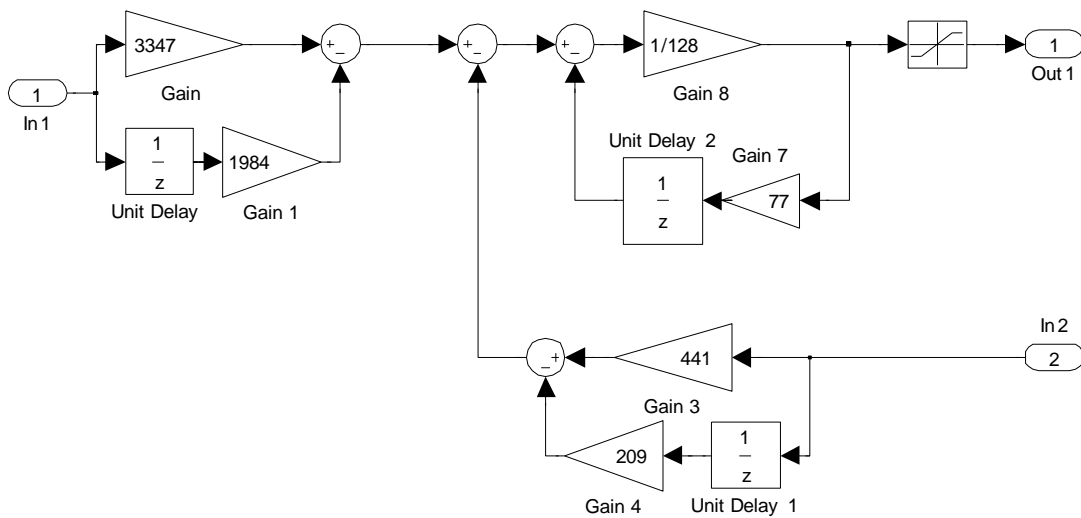 3347
+
−
+
−
+
−
1/128
1
Out 1
1
In 1
Gain
Gain 8
1
z
1984
Unit Delay
Gain 1
Unit Delay 2
Gain 7
1
z
77
In 2
2
+
−
441
Gain 3
209
1
z
Gain 4
Unit Delay 1